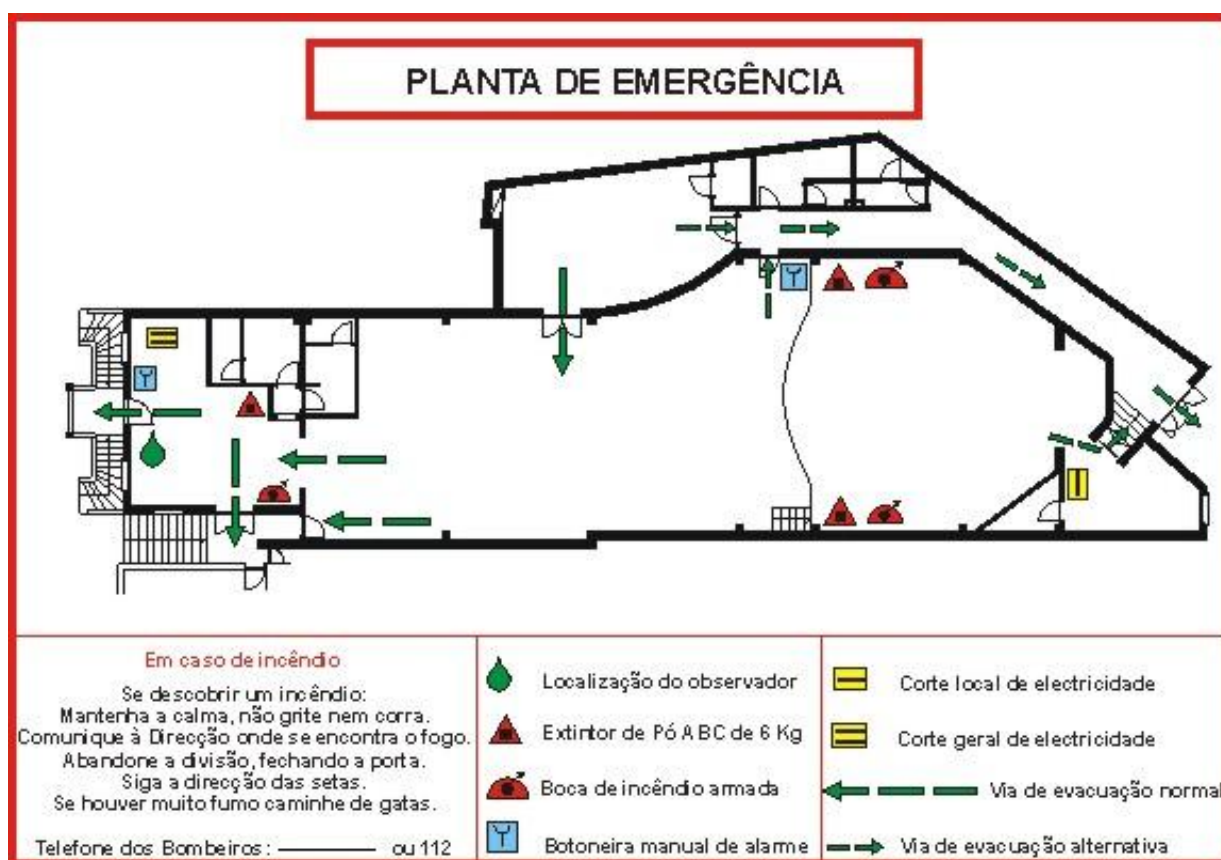 PLANTA DE EMERGÊNCIA
Em caso de incêndio
Se descobrir um incêndio:
Mantenha a calma, não grite nem corra.
Comunique à Direcção onde se encontra o fogo.
Abandone a divisão, fechando a porta.
Siga a direcção das setas.
Se houver muito fumo caminhe de gatas.
Telefone dos Bombeiros: ________ ou 112
Localização do observador
Extintor de Pó ABC de 6 Kg
Boca de incêndio armada
Botoneira manual de alarme
Corte local de electricidade
Corte geral de electricidade
Via de evacuação normal
Via de evacuação alternativa